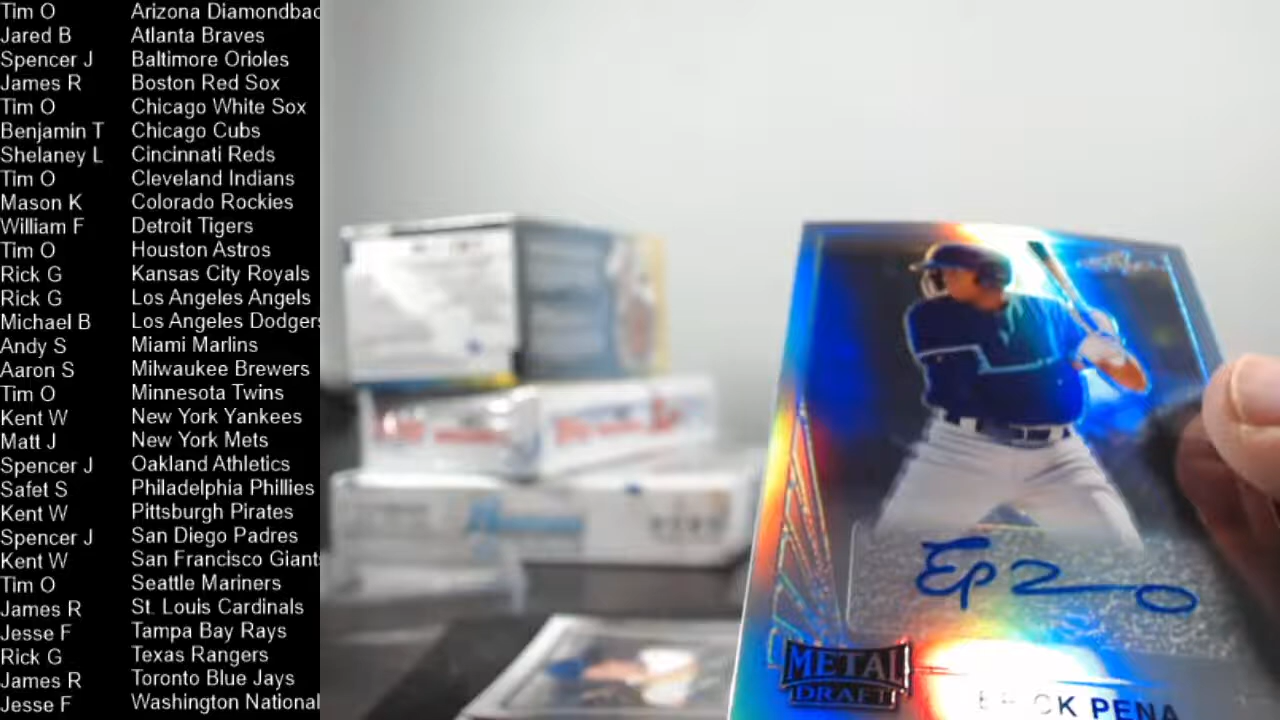 Tim O Arizona Diamondbac
Jared B Atlanta Braves
Spencer J Baltimore Orioles
James R Boston Red Sox
Tim O Chicago White Sox
Benjamin T Chicago Cubs
Shelaney L Cincinnati Reds
Tim O Cleveland Indians
Mason K Colorado Rockies
William F Detroit Tigers
Tim O Houston Astros
Rick G Kansas City Royals
Rick G Los Angeles Angels
Michael B Los Angeles Dodgers
Andy S Miami Marlins
Aaron S Milwaukee Brewers
Tim O Minnesota Twins
Kent W New York Yankees
Matt J New York Mets
Spencer J Oakland Athletics
Safet S Philadelphia Phillies
Kent W Pittsburgh Pirates
Spencer J San Diego Padres
Kent W San Francisco Giants
Tim O Seattle Mariners
James R St. Louis Cardinals
Jesse F Tampa Bay Rays
Rick G Texas Rangers
James R Toronto Blue Jays
Jesse F Washington National
METAL
DRAFT
ERICK PENA